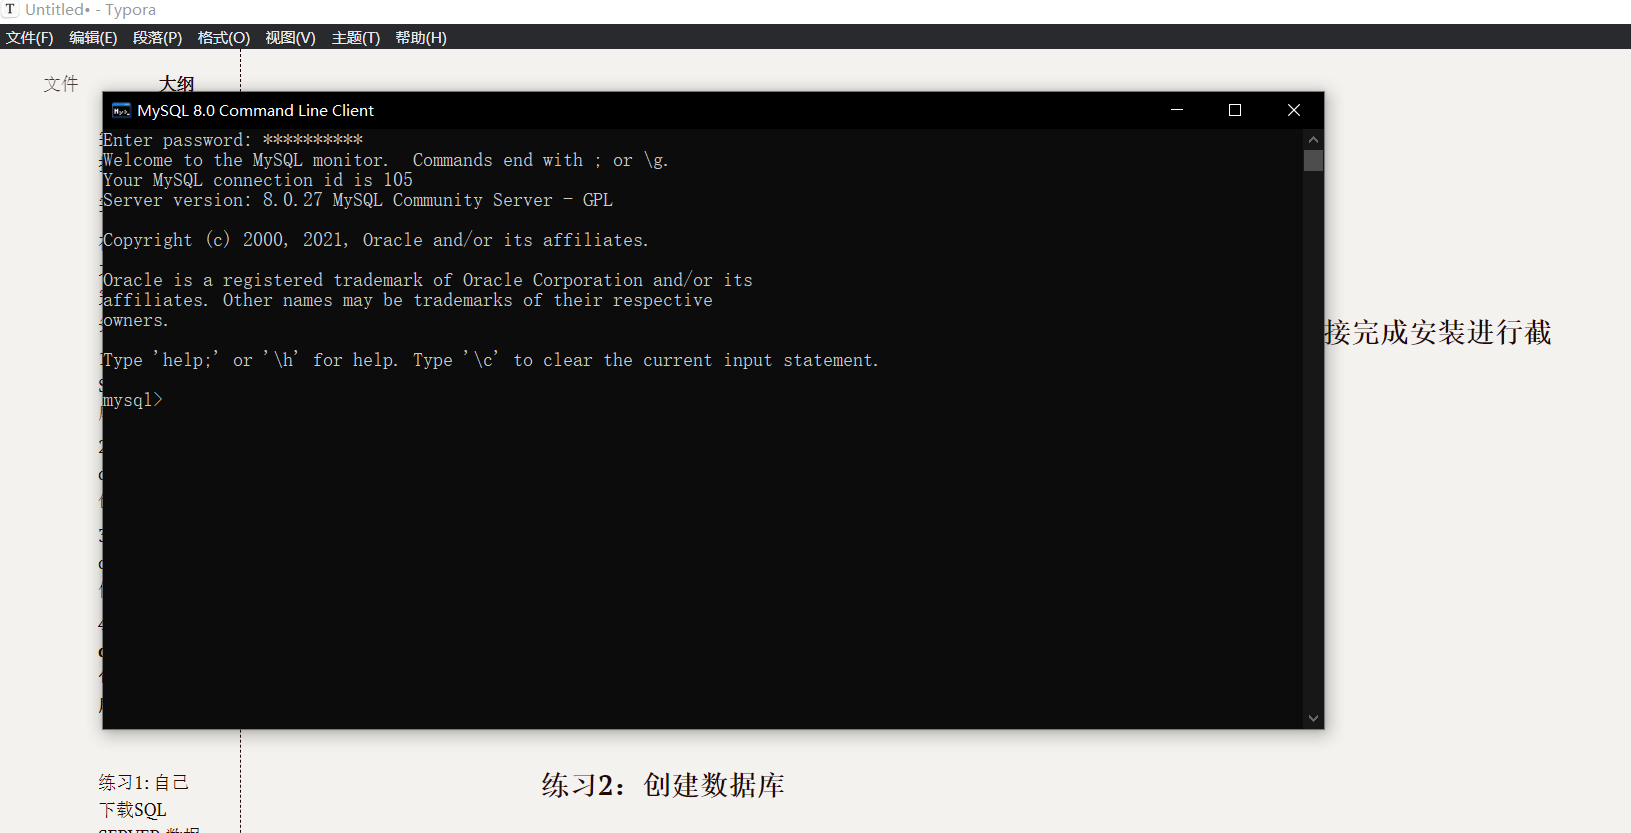 Untitled• - Typora
文件(F) 编辑(E) 段落(P) 格式(O) 视图(V) 主题(T) 帮助(H)
文件 大纲
MySQL 8.0 Command Line Client
Enter password: **********
Welcome to the MySQL monitor.  Commands end with ; or \g.
Your MySQL connection id is 105
Server version: 8.0.27 MySQL Community Server - GPL
Copyright (c) 2000, 2021, Oracle and/or its affiliates.
Oracle is a registered trademark of Oracle Corporation and/or its
affiliates. Other names may be trademarks of their respective
owners.
Type 'help;' or '\h' for help. Type '\c' to clear the current input statement.
mysql>
接完成安装进行截
练习2：创建数据库
练习1: 自己
下载SQL
SERVER 数据